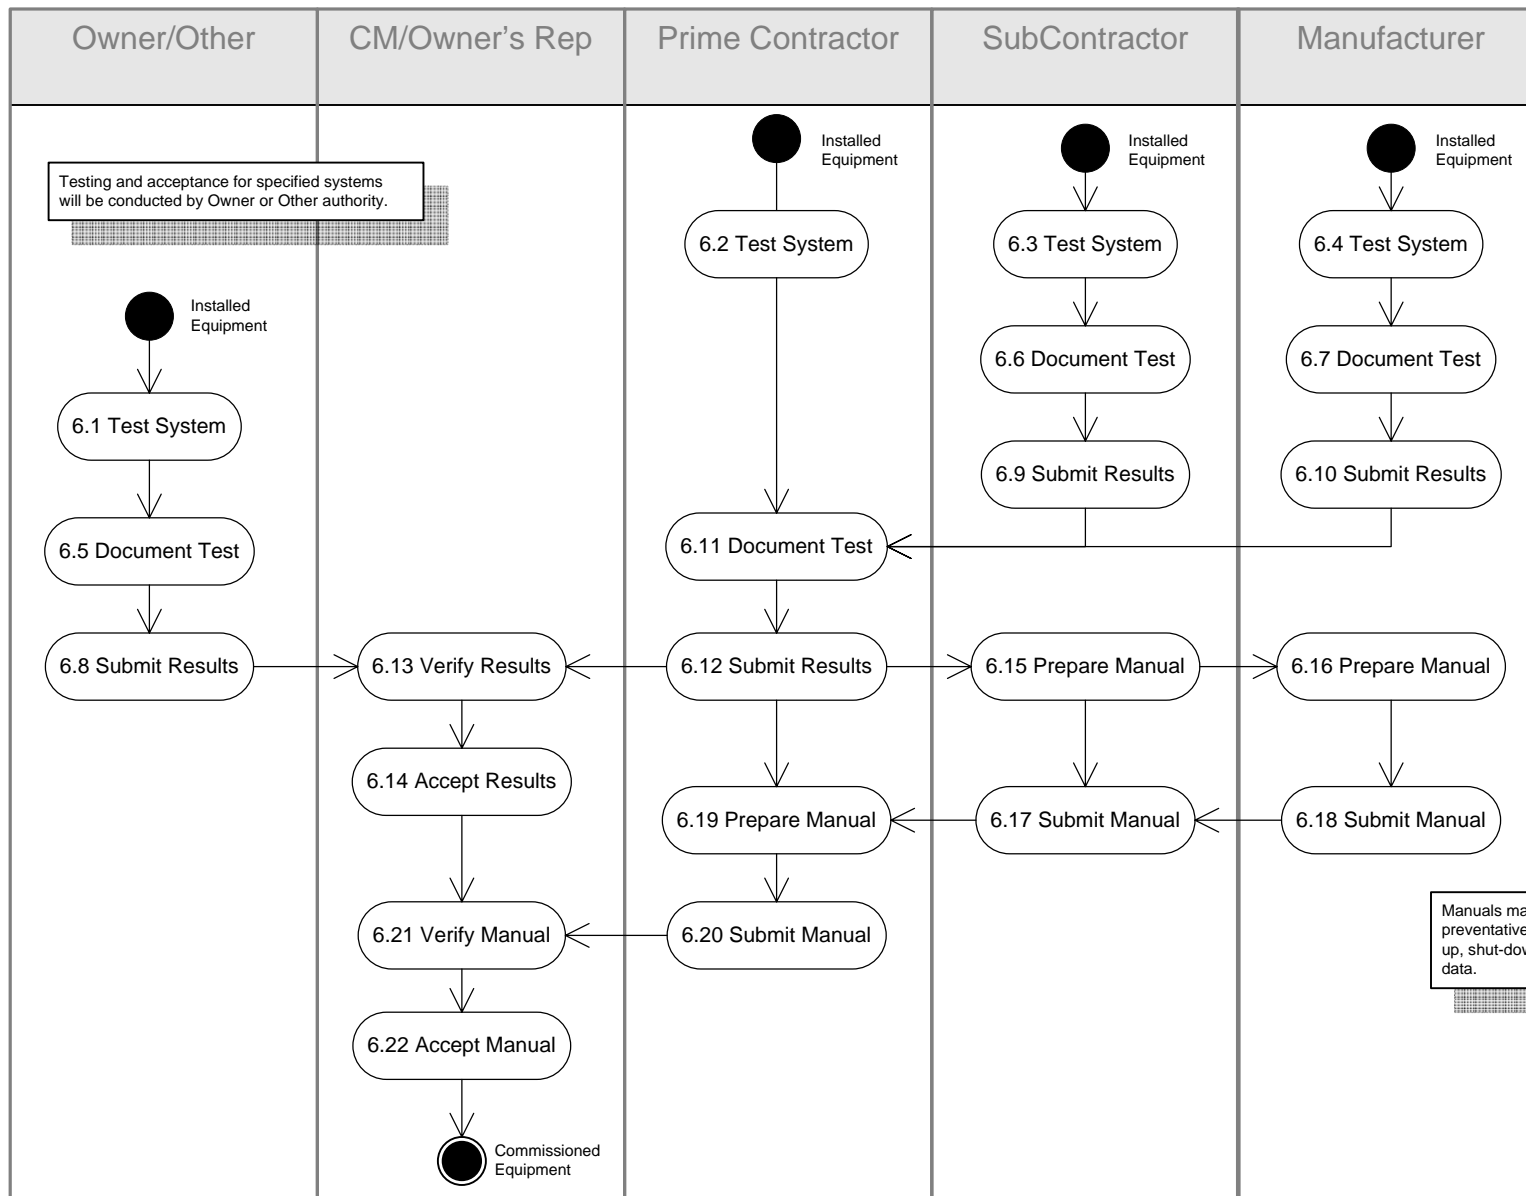 Owner/Other
CM/Owner's Rep
Prime Contractor
SubContractor
Manufacturer
Installed
Equipment
Installed
Equipment
Installed
Equipment
Testing and acceptance for specified systems
will be conducted by Owner or Other authority.
6.2 Test System
6.3 Test System
6.4 Test System
Installed
Equipment
6.6 Document Test
6.7 Document Test
6.1 Test System
6.9 Submit Results
6.10 Submit Results
6.5 Document Test
6.11 Document Test
6.8 Submit Results
6.13 Verify Results
6.12 Submit Results
6.15 Prepare Manual
6.16 Prepare Manual
6.14 Accept Results
6.19 Prepare Manual
6.17 Submit Manual
6.18 Submit Manual
6.21 Verify Manual
6.20 Submit Manual
Manuals
preventative
up,
data.
6.22 Accept Manual
Commissioned
Equipment